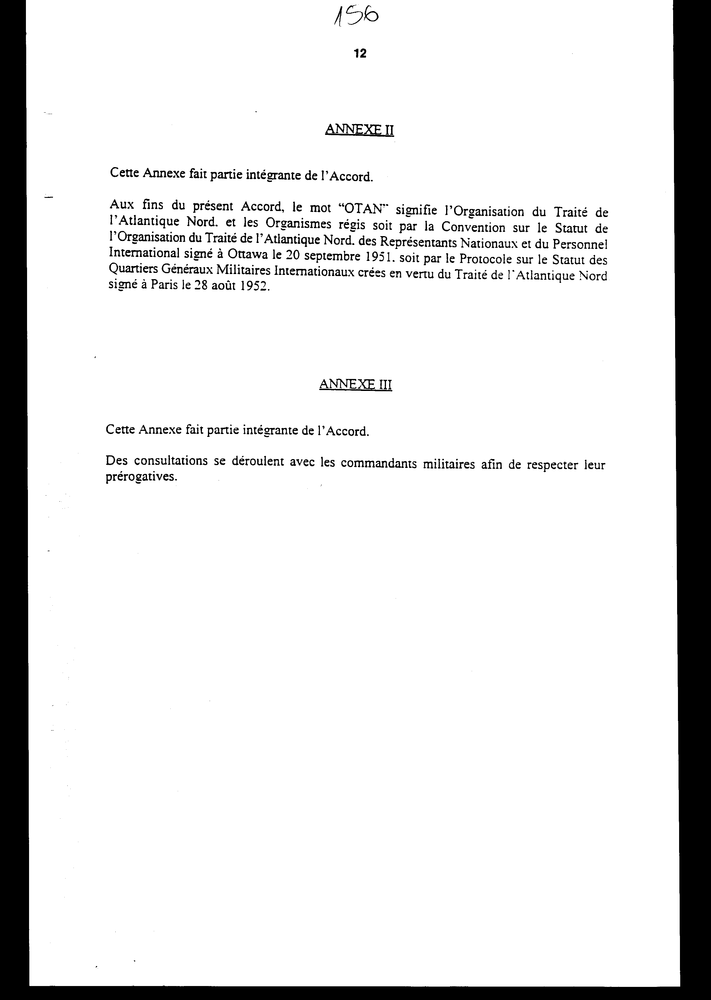 156
12
ANNEXE II
Cette Annexe fait partie intégrante de l'Accord.
Aux fins du présent Accord, le mot “OTAN” signifie l'Organisation du Traité de
l'Atlantique Nord. et les Organismes régis soit par la Convention sur le Statut de
l'Organisation du Traité de l'Atlantique Nord. des Représentants Nationaux et du Personnel
International signé à Ottawa le 20 septembre 1951. soit par le Protocole sur le Statut des
Quartiers Généraux Militaires Internationaux crées en vertu du Traité de l'Atlantique Nord
signé à Paris le 28 août 1952.
ANNEXE III
Cette Annexe fait partie intégrante de l'Accord.
Des consultations se déroulent avec les commandants militaires afin de respecter leur
prérogatives.